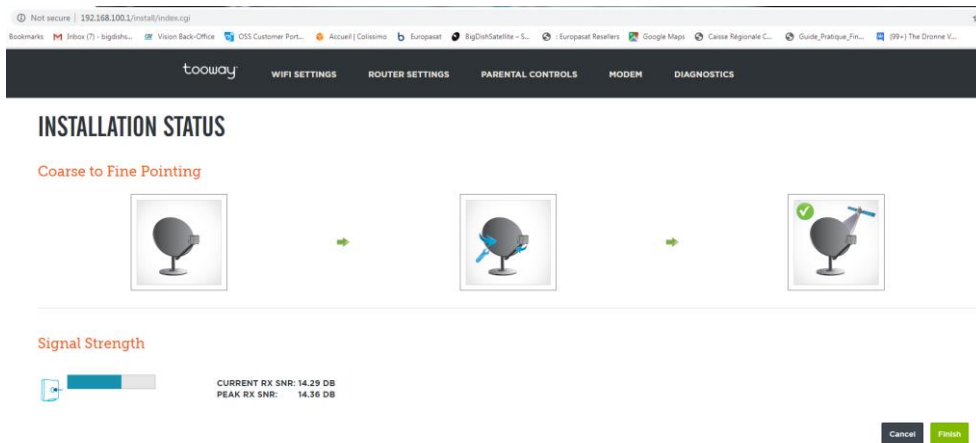 Not secure | 192.168.100.1/install/index.cgi
Bookmarks Inbox (7) - bigdishs... Vision Back-Office OSS Customer Port... Accueil | Colissimo Europasat BigDishSatellite – S... : Europasat Resellers Google Maps Caisse Régionale C... Guide_Pratique_Fin... (99+) The Dronne V...
tooway WIFI SETTINGS ROUTER SETTINGS PARENTAL CONTROLS MODEM DIAGNOSTICS
INSTALLATION STATUS
Coarse to Fine Pointing
Signal Strength
CURRENT RX SNR: 14.29 DB
PEAK RX SNR: 14.36 DB
Cancel Finish